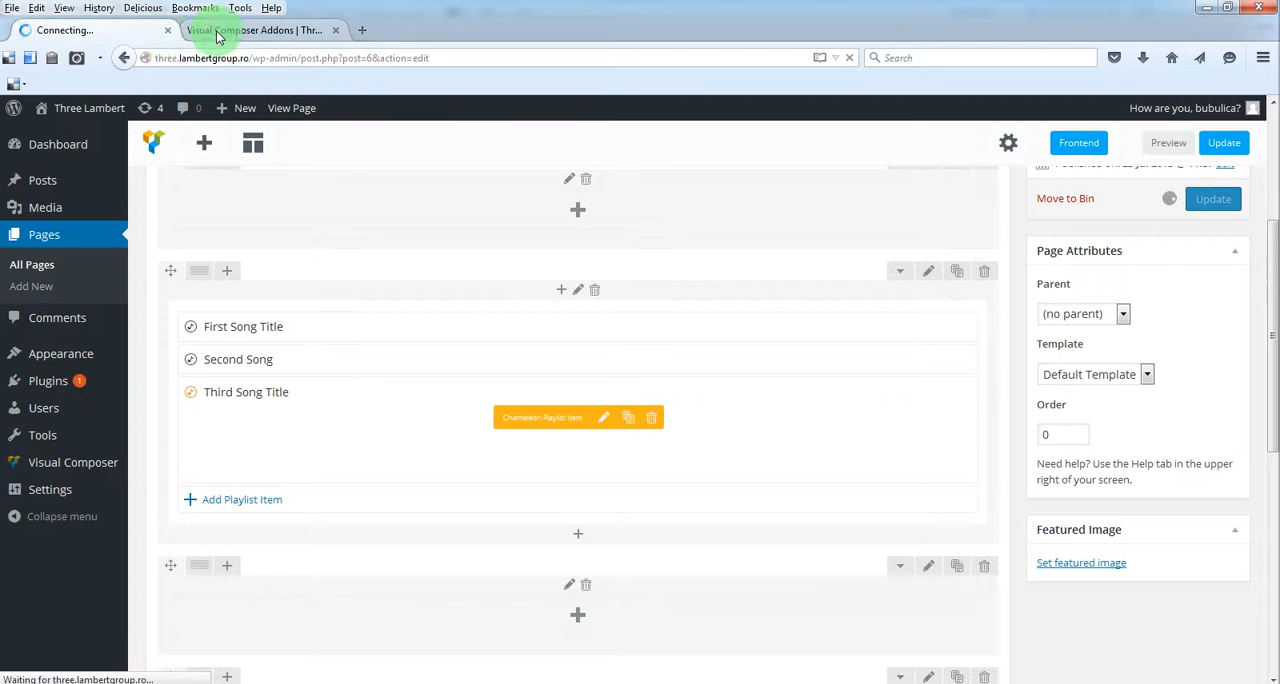 File Edit View History Delicious Bookmarks Tools Help
Connecting...
Visual Composer Addons | Thr...
three.lambertgroup.ro/wp-admin/post.php?post=6&action=edit
Search
Three Lambert 4 0 New View Page
How are you, bubulica?
Dashboard
Posts
Media
Pages
All Pages
Add New
Comments
Appearance
Plugins 1
Users
Tools
Visual Composer
Settings
Collapse menu
Frontend
Preview
Update
First Song Title
Second Song
Third Song Title
Chameleon Playlist Item
Add Playlist Item
Move to Bin
Update
Page Attributes
Parent
(no parent)
Template
Default Template
Order
0
Need help? Use the Help tab in the upper
right of your screen.
Featured Image
Set featured image
Waiting for three.lambertgroup.ro...